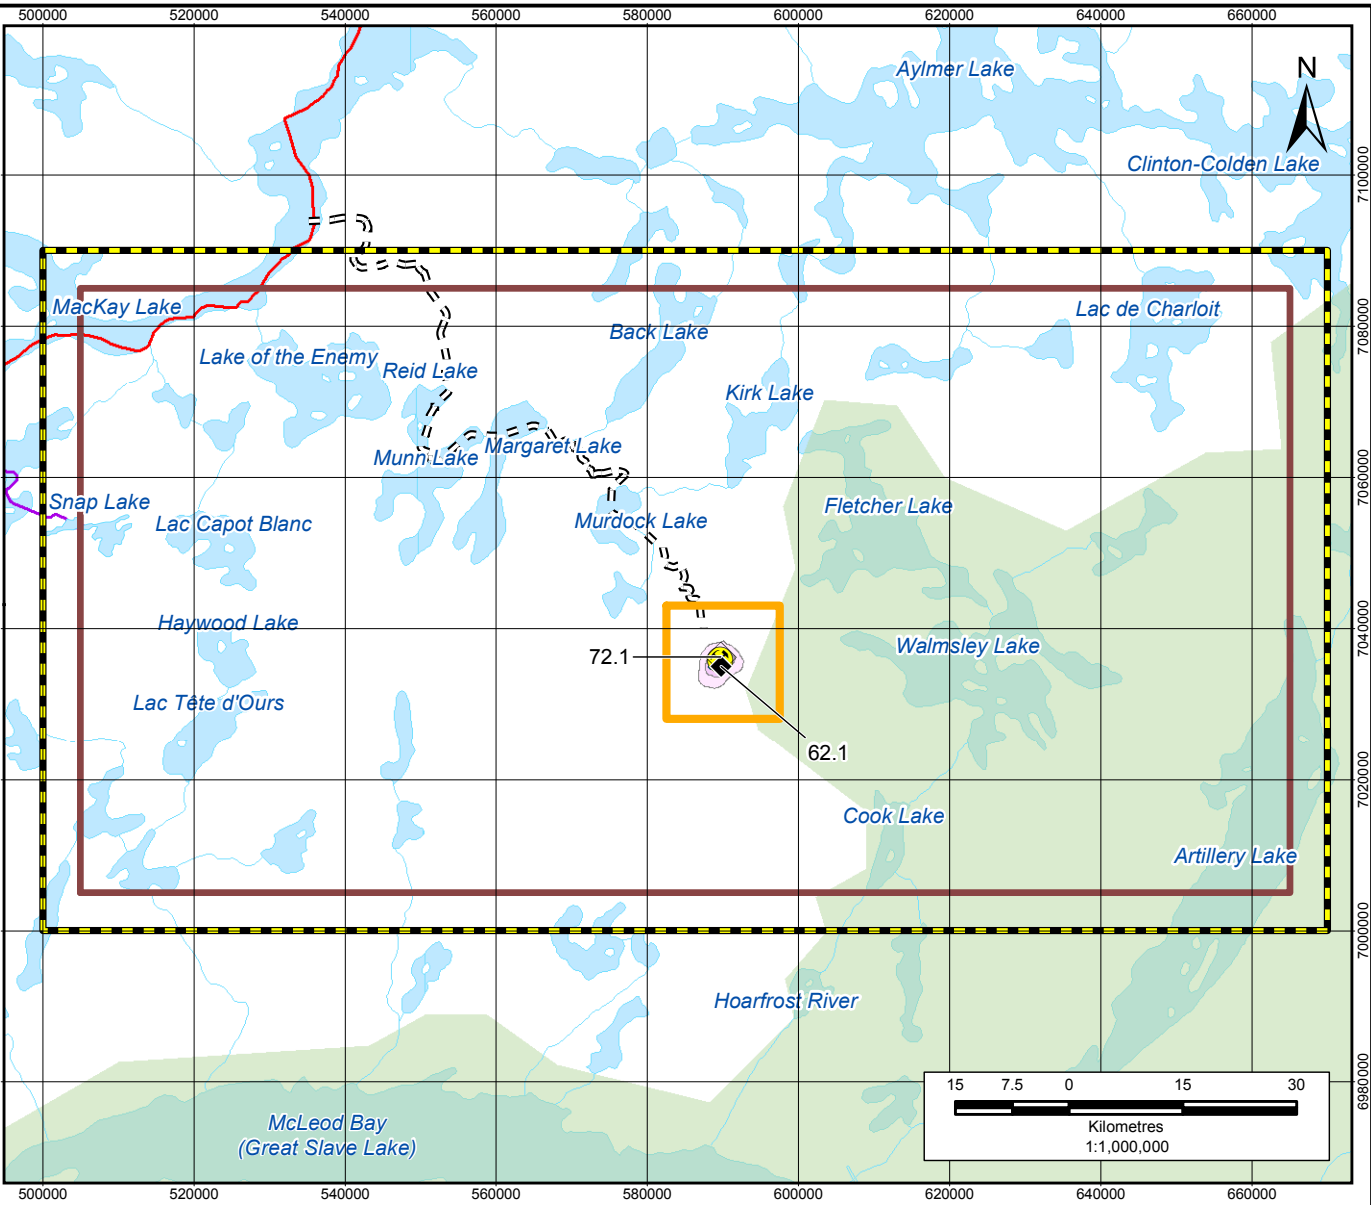 500000 520000 540000 560000 580000 600000 620000 640000 660000
Aylmer Lake
N
Clinton-Colden Lake
7100000
MacKay Lake
Lac de Charloit
Back Lake
7080000
Lake of the Enemy
Reid Lake
Kirk Lake
Margaret Lake
Munn Lake
7060000
Snap Lake
Fletcher Lake
Lac Capot Blanc
Murdock Lake
Haywood Lake
7040000
Walmsley Lake
72.1
Lac Tête d'Ours
62.1
7020000
Cook Lake
Artillery Lake
7000000
Hoarfrost River
6980000
15 7.5 0 15 30
Kilometres
1:1,000,000
McLeod Bay
(Great Slave Lake)
500000 520000 540000 560000 580000 600000 620000 640000 660000